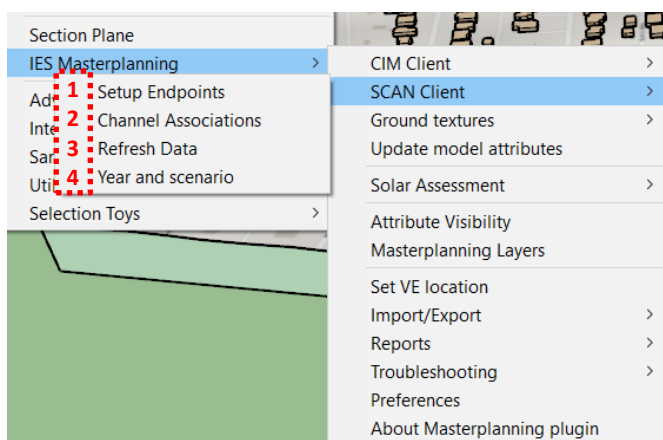 Section Plane
IES Masterplanning
1 Setup Endpoints
2 Channel Associations
3 Refresh Data
4 Year and scenario
Selection Toys
CIM Client
SCAN Client
Ground textures
Update model attributes
Solar Assessment
Attribute Visibility
Masterplanning Layers
Set VE location
Import/Export
Reports
Troubleshooting
Preferences
About Masterplanning plugin